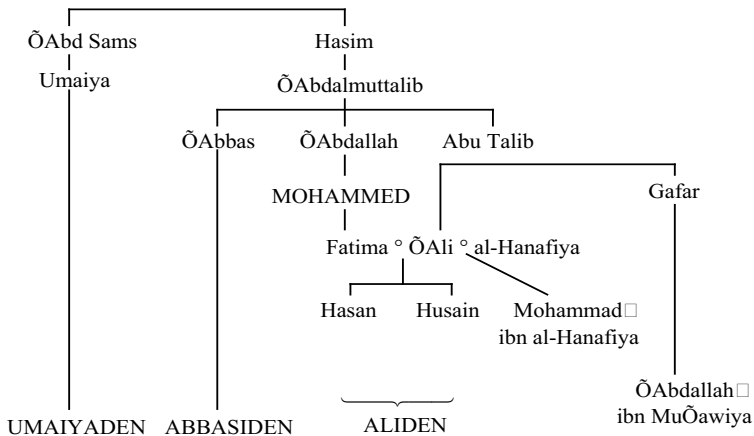 ÕAbd Sams Hasim
Umaiya ÕAbdalmuttalib
ÕAbbas ÕAbdallah Abu Talib
MOHAMMED Gafar
Fatima ° ÕAli ° al-Hanafiya
Hasan Husain Mohammad□
ibn al-Hanafiya
ÕAbdallah□
ibn MuÕawiya
UMAIYADEN ABBASIDEN ALIDEN